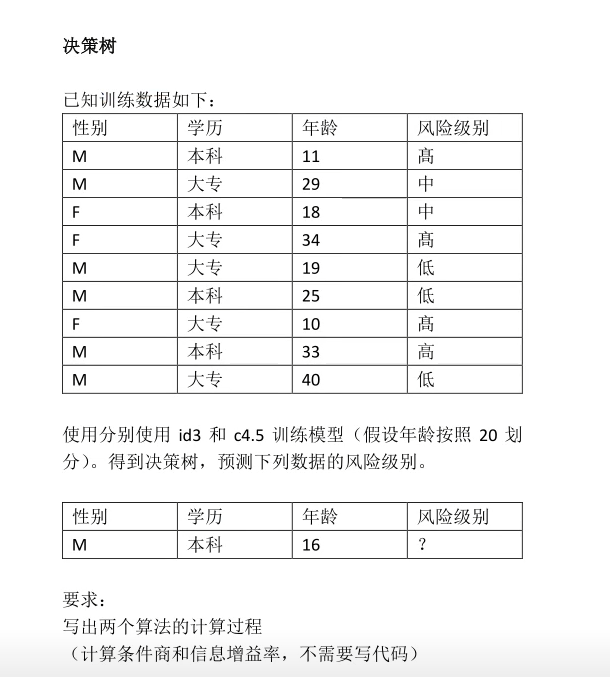 决策树
已知训练数据如下：
性别 学历 年龄 风险级别
M 本科 11 髙
M 大专 29 中
F 本科 18 中
F 大专 34 髙
M 大专 19 低
M 本科 25 低
F 大专 10 髙
M 本科 33 高
M 大专 40 低
使用分别使用 id3 和 c4.5 训练模型（假设年龄按照 20 划
分）。得到决策树，预测下列数据的风险级别。
性别 学历 年龄 风险级别
M 本科 16 ？
要求：
写出两个算法的计算过程
（计算条件商和信息增益率，不需要写代码）